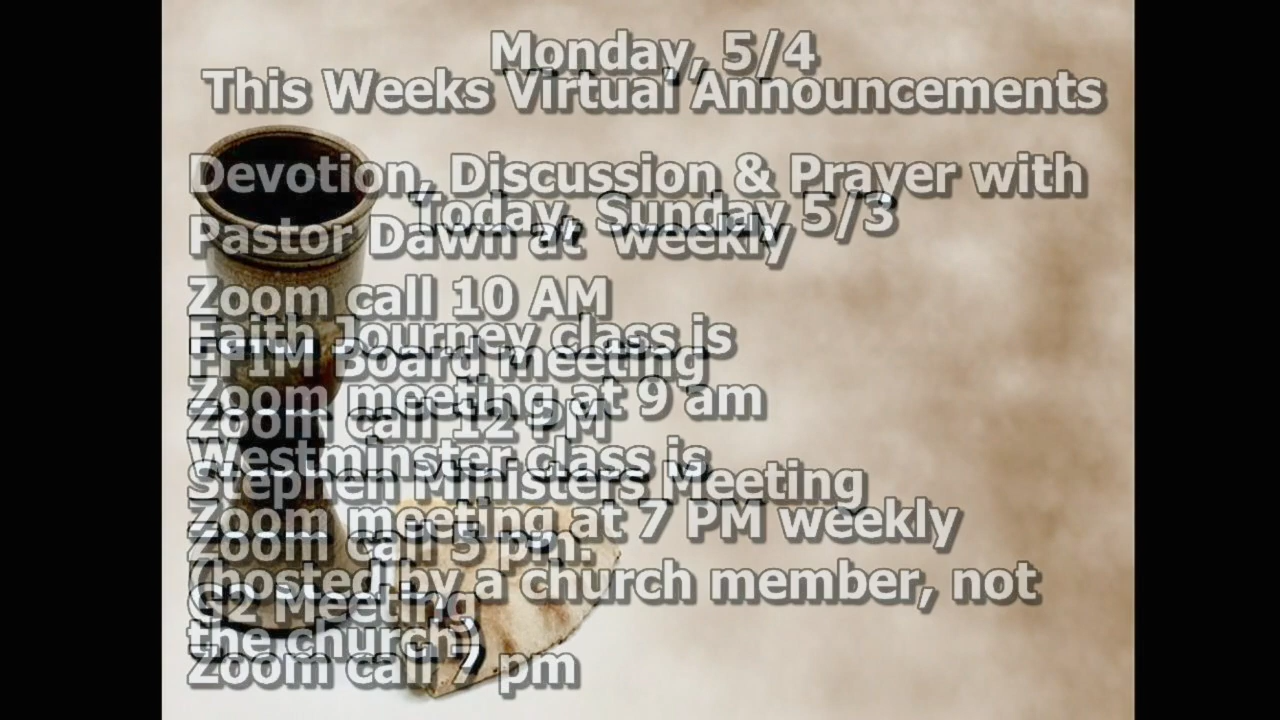 Monday, 5/4
This Weeks Virtual Announcements
Devotion, Discussion & Prayer with
Today, Sunday 5/3
Pastor Dawn at weekly
Zoom call 10 AM
Faith Journey class is
FF1M Board meeting
Zoom meeting at 9 am
Zoom call 12 PM
Westminster class is
Stephen Ministers Meeting
Zoom meeting at 7 PM weekly
Zoom call 5 pm.
(hosted by a church member, not
G2 Meeting
the church)
Zoom call 7 pm